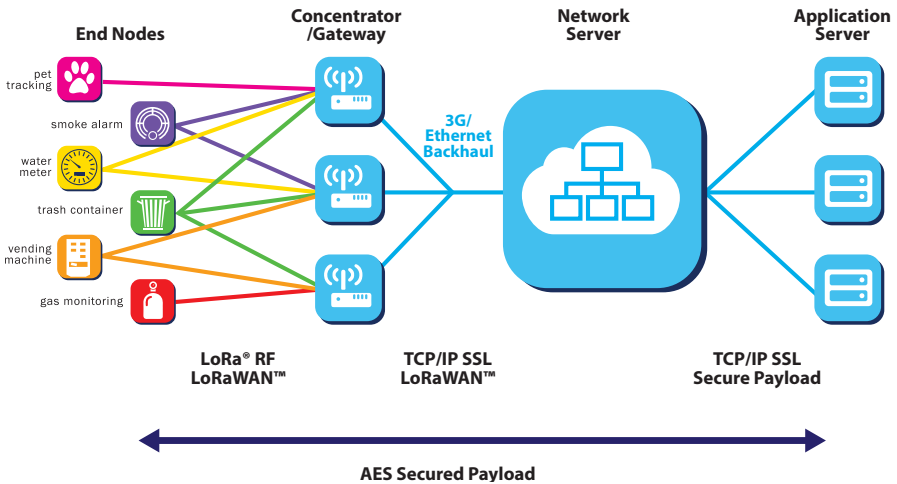 End Nodes
Concentrator
/Gateway
Network
Server
Application
Server
pet
tracking
smoke alarm
water
meter
trash container
vending
machine
gas monitoring
3G/
Ethernet
Backhaul
LoRa® RF
LoRaWAN™
TCP/IP SSL
LoRaWAN™
TCP/IP SSL
Secure Payload
AES Secured Payload